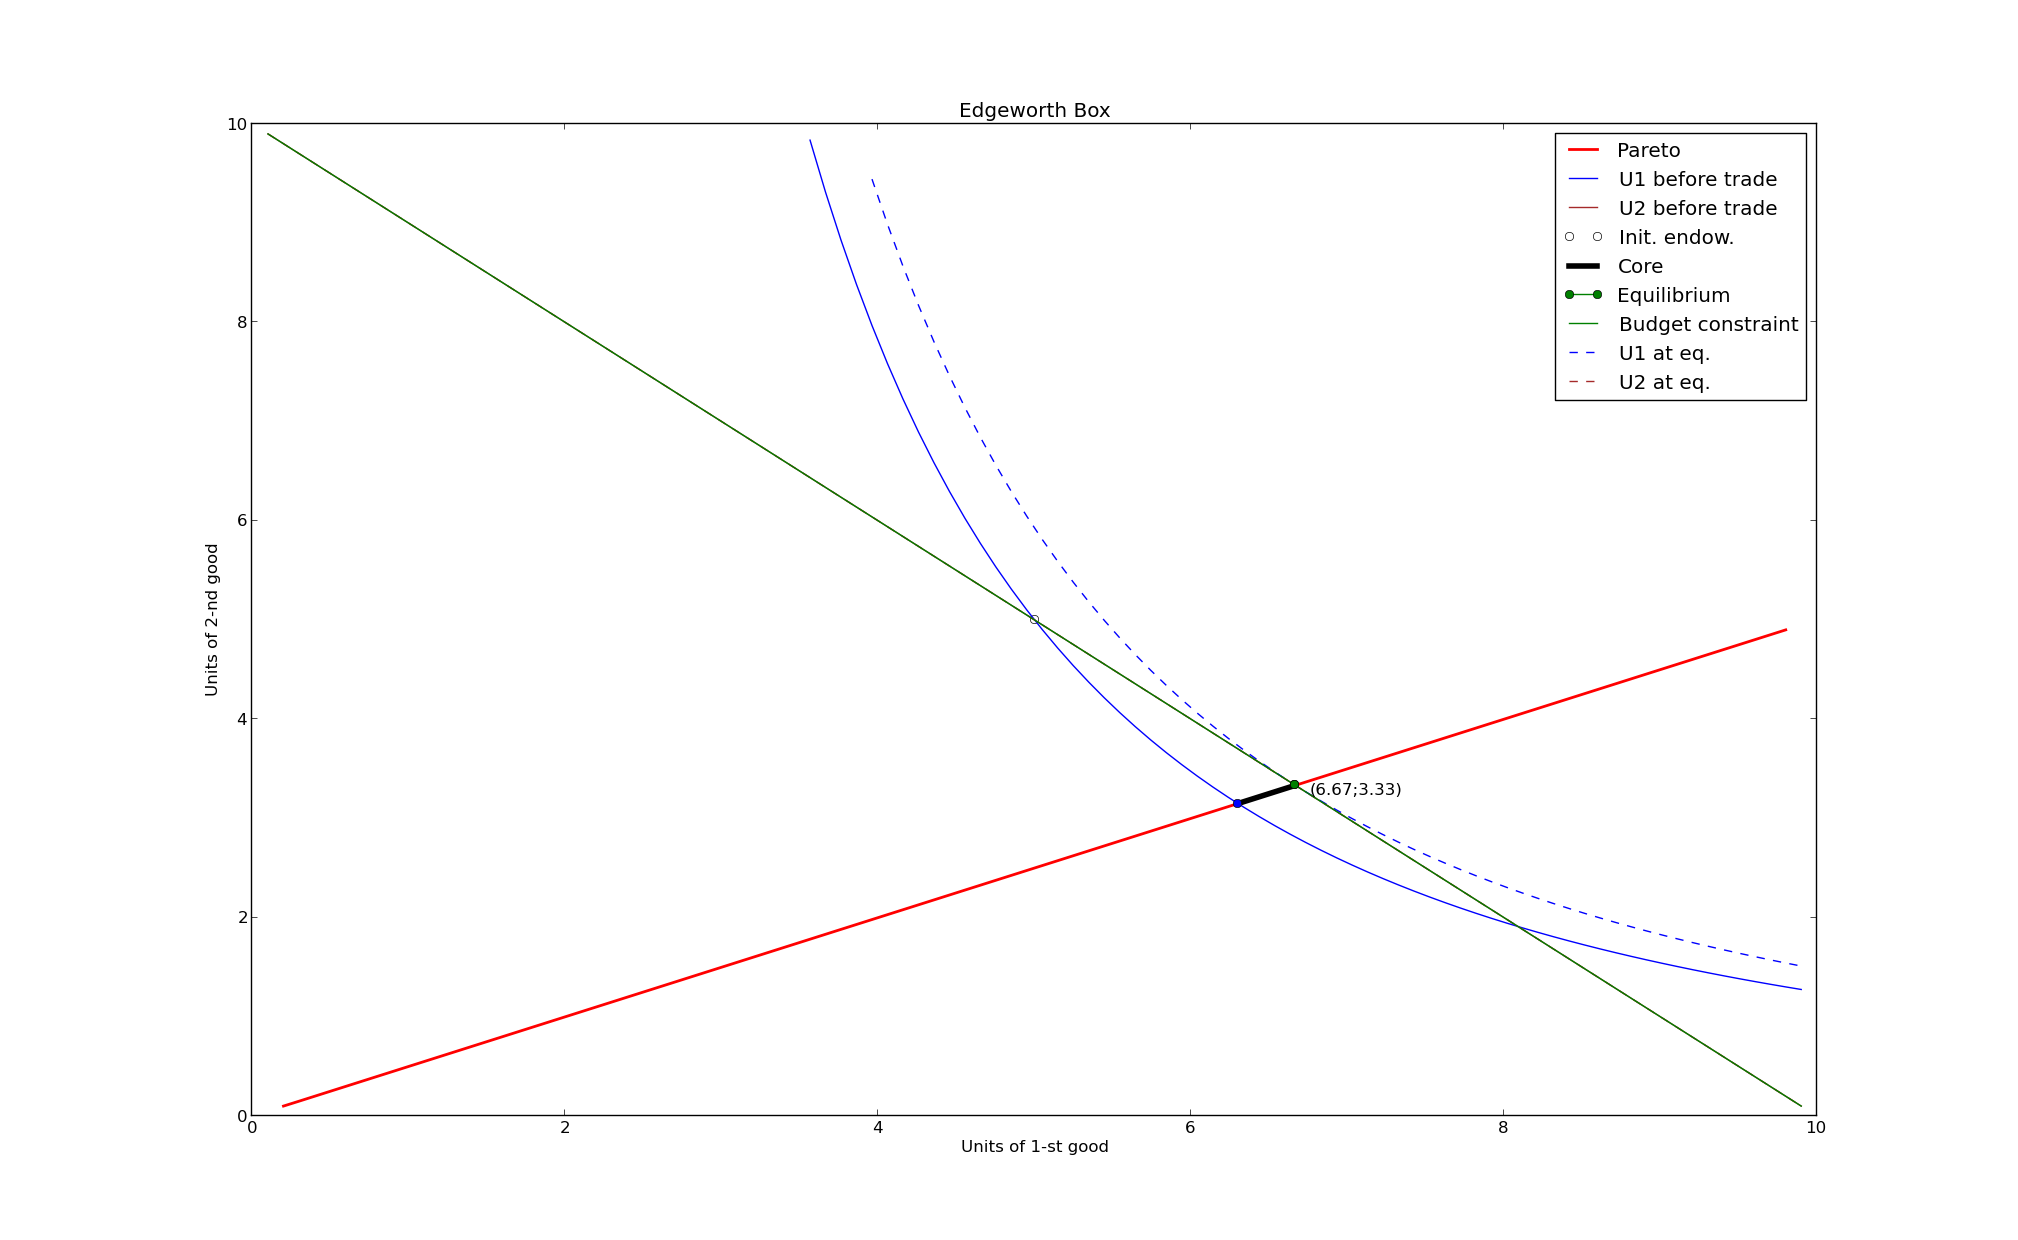 Edgeworth Box
10
8
6
4
2
0
Units of 2-nd good
Pareto
U1 before trade
U2 before trade
Init. endow.
Core
Equilibrium
Budget constraint
U1 at eq.
U2 at eq.
(6.67;3.33)
0 2 4 6 8 10
Units of 1-st good